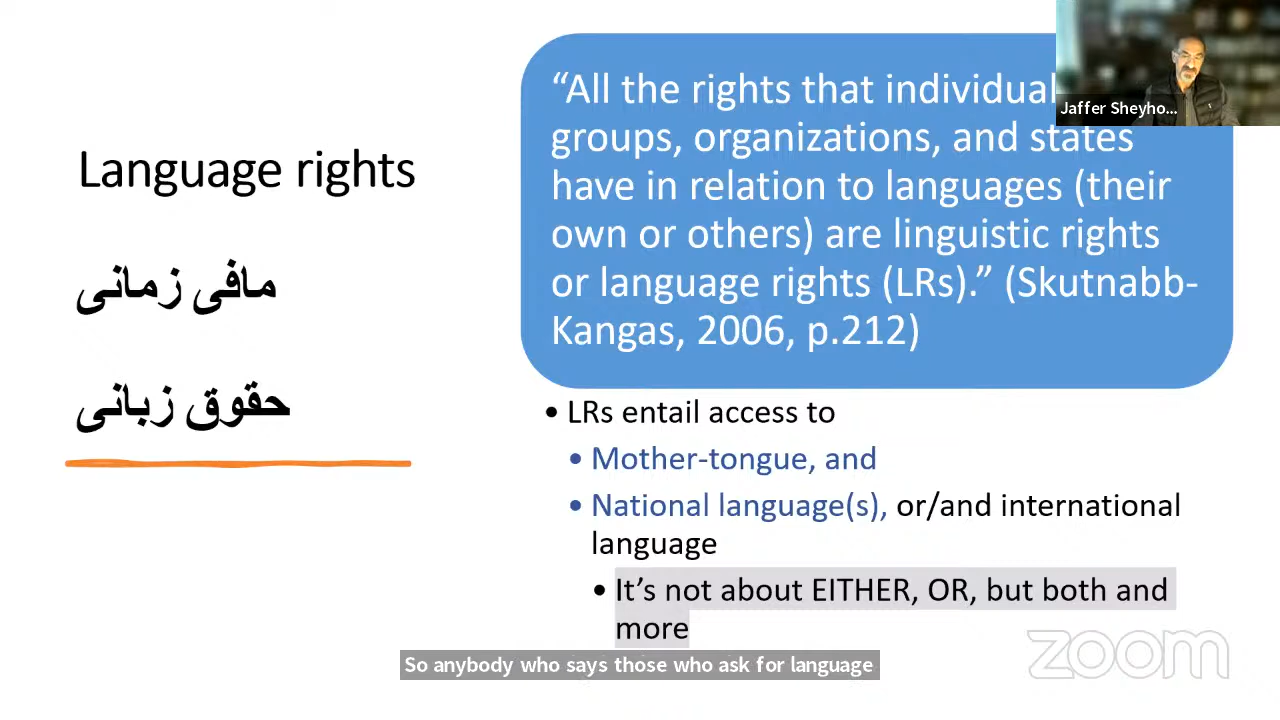 Language rights
مافی زمانی
حقوق زبانی
“All the rights that individual
groups, organizations, and states
have in relation to languages (their
own or others) are linguistic rights
or language rights (LRs).” (Skutnabb-
Kangas, 2006, p.212)
• LRs entail access to
• Mother-tongue, and
• National language(s), or/and international
language
• It’s not about EITHER, OR, but both and
more
Jaffer Sheyho...
So anybody who says those who ask for language
zoom